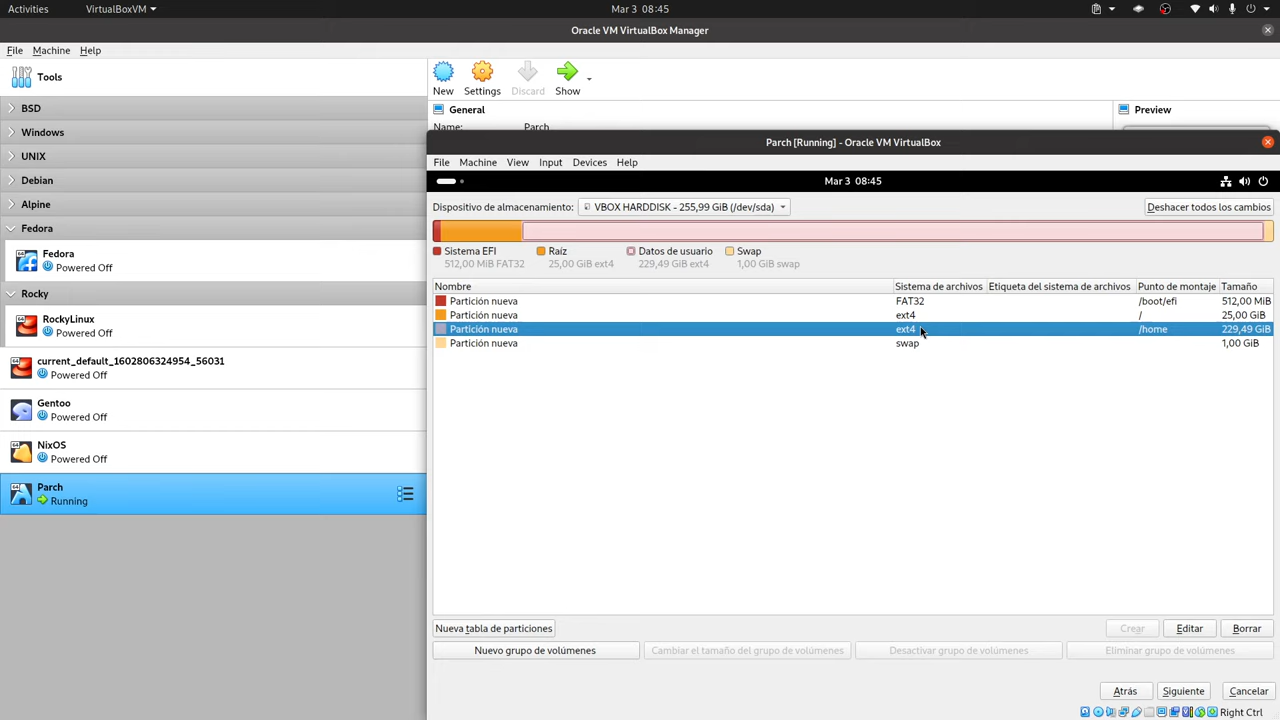 Activities VirtualBoxVM Mar 3 08:45
Oracle VM VirtualBox Manager
File Machine Help
Tools
New Settings Discard Show
BSD
Windows
UNIX
Debian
Alpine
Fedora
Fedora
Powered Off
Rocky
RockyLinux
Powered Off
current_default_1602806324954_56031
Powered Off
Gentoo
Powered Off
NixOS
Powered Off
Parch
Running
General Preview
Name: Parch
Parch [Running] - Oracle VM VirtualBox
File Machine View Input Devices Help
Mar 3 08:45
Dispositivo de almacenamiento: VBOX HARDDISK - 255,99 GiB (/dev/sda) Deshacer todos los cambios
Sistema EFI Raíz Datos de usuario Swap
512,00 MiB FAT32 25,00 GiB ext4 229,49 GiB ext4 1,00 GiB swap
Nombre Sistema de archivos Etiqueta del sistema de archivos Punto de montaje Tamaño
Partición nueva FAT32 /boot/efi 512,00 MiB
Partición nueva ext4 / 25,00 GiB
Partición nueva ext4 /home 229,49 GiB
Partición nueva swap 1,00 GiB
Nueva tabla de particiones Crear Editar Borrar
Nuevo grupo de volúmenes Cambiar el tamaño del grupo de volúmenes Desactivar grupo de volúmenes Eliminar grupo de volúmenes
Atrás Siguiente Cancelar
Right Ctrl